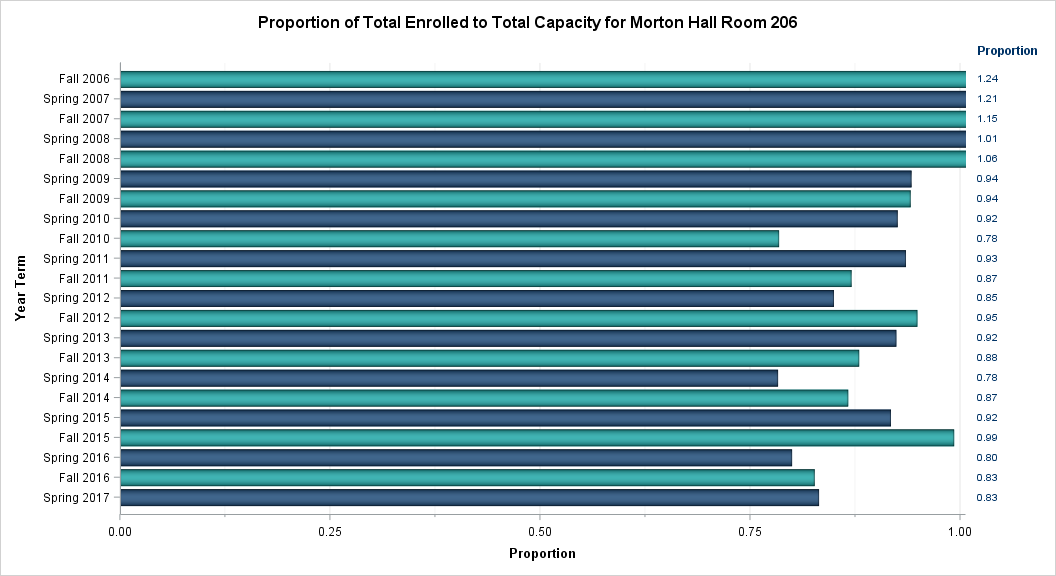 Proportion of Total Enrolled to Total Capacity for Morton Hall Room 206
Proportion
Fall 2006 1.24
Spring 2007 1.21
Fall 2007 1.15
Spring 2008 1.01
Fall 2008 1.06
Spring 2009 0.94
Fall 2009 0.94
Spring 2010 0.92
Fall 2010 0.78
Spring 2011 0.93
Fall 2011 0.87
Spring 2012 0.85
Fall 2012 0.95
Spring 2013 0.92
Fall 2013 0.88
Spring 2014 0.78
Fall 2014 0.87
Spring 2015 0.92
Fall 2015 0.99
Spring 2016 0.80
Fall 2016 0.83
Spring 2017 0.83
Year Term
0.00 0.25 0.50 0.75 1.00
Proportion